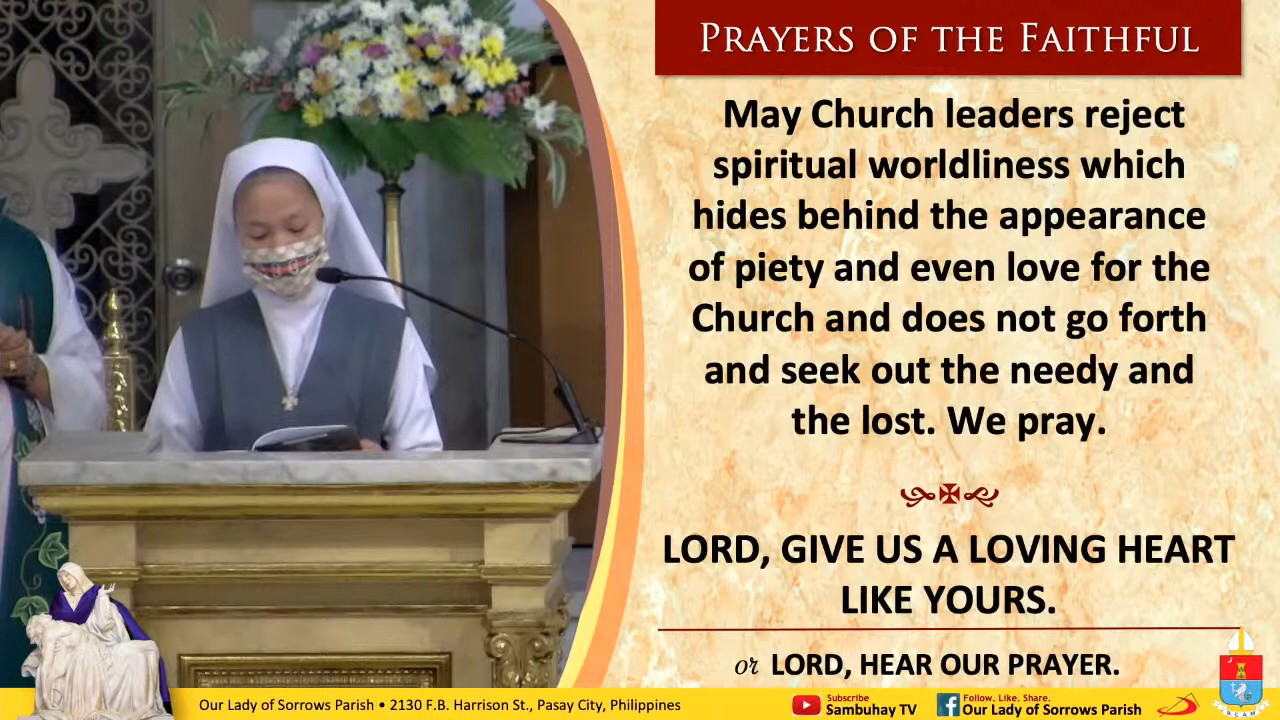 PRAYERS OF THE FAITHFUL
May Church leaders reject
spiritual worldliness which
hides behind the appearance
of piety and even love for the
Church and does not go forth
and seek out the needy and
the lost. We pray.
LORD, GIVE US A LOVING HEART
LIKE YOURS.
or LORD, HEAR OUR PRAYER.
Our Lady of Sorrows Parish • 2130 F.B. Harrison St., Pasay City, Philippines
Subscribe
Sambuhay TV
Follow. Like. Share.
Our Lady of Sorrows Parish
RCAM